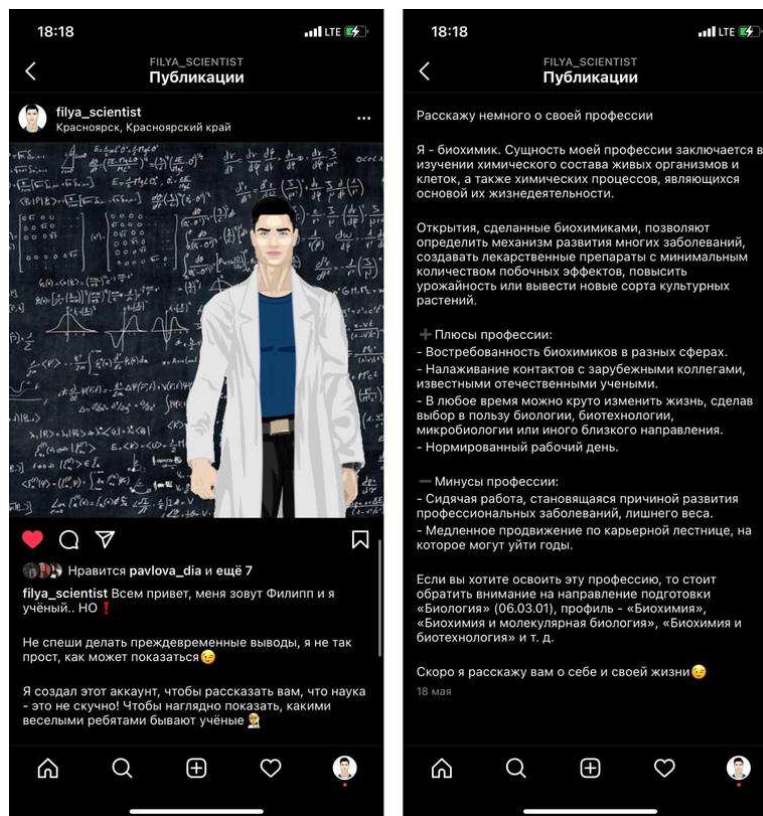 18:18
LTE
FILYA_SCIENTIST
Публикации
filya_scientist
Красноярск, Красноярский край
Нравится pavlova_dia и ещё 7
filya_scientist Всем привет, меня зовут Филипп и я
учёный.. НО❗
Не спеши делать преждевременные выводы, я не так
прост, как может показаться😉
Я создал этот аккаунт, чтобы рассказать вам, что наука
- это не скучно! Чтобы наглядно показать, какими
веселыми ребятами бывают учёные 👨‍🔬
18:18
LTE
FILYA_SCIENTIST
Публикации
Расскажу немного о своей профессии
Я - биохимик. Сущность моей профессии заключается в
изучении химического состава живых организмов и
клеток, а также химических процессов, являющихся
основой их жизнедеятельности.
Открытия, сделанные биохимиками, позволяют
определить механизм развития многих заболеваний,
создавать лекарственные препараты с минимальным
количеством побочных эффектов, повысить
урожайность или вывести новые сорта культурных
растений.
➕ Плюсы профессии:
- Востребованность биохимиков в разных сферах.
- Налаживание контактов с зарубежными коллегами,
известными отечественными учеными.
- В любое время можно круто изменить жизнь, сделав
выбор в пользу биологии, биотехнологии,
микробиологии или иного близкого направления.
- Нормированный рабочий день.
➖ Минусы профессии:
- Сидячая работа, становящаяся причиной развития
профессиональных заболеваний, лишнего веса.
- Медленное продвижение по карьерной лестнице, на
которое могут уйти годы.
Если вы хотите освоить эту профессию, то стоит
обратить внимание на направление подготовки
«Биология» (06.03.01), профиль - «Биохимия»,
«Биохимия и молекулярная биология», «Биохимия и
биотехнология» и т. д.
Скоро я расскажу вам о себе и своей жизни😉
18 мая